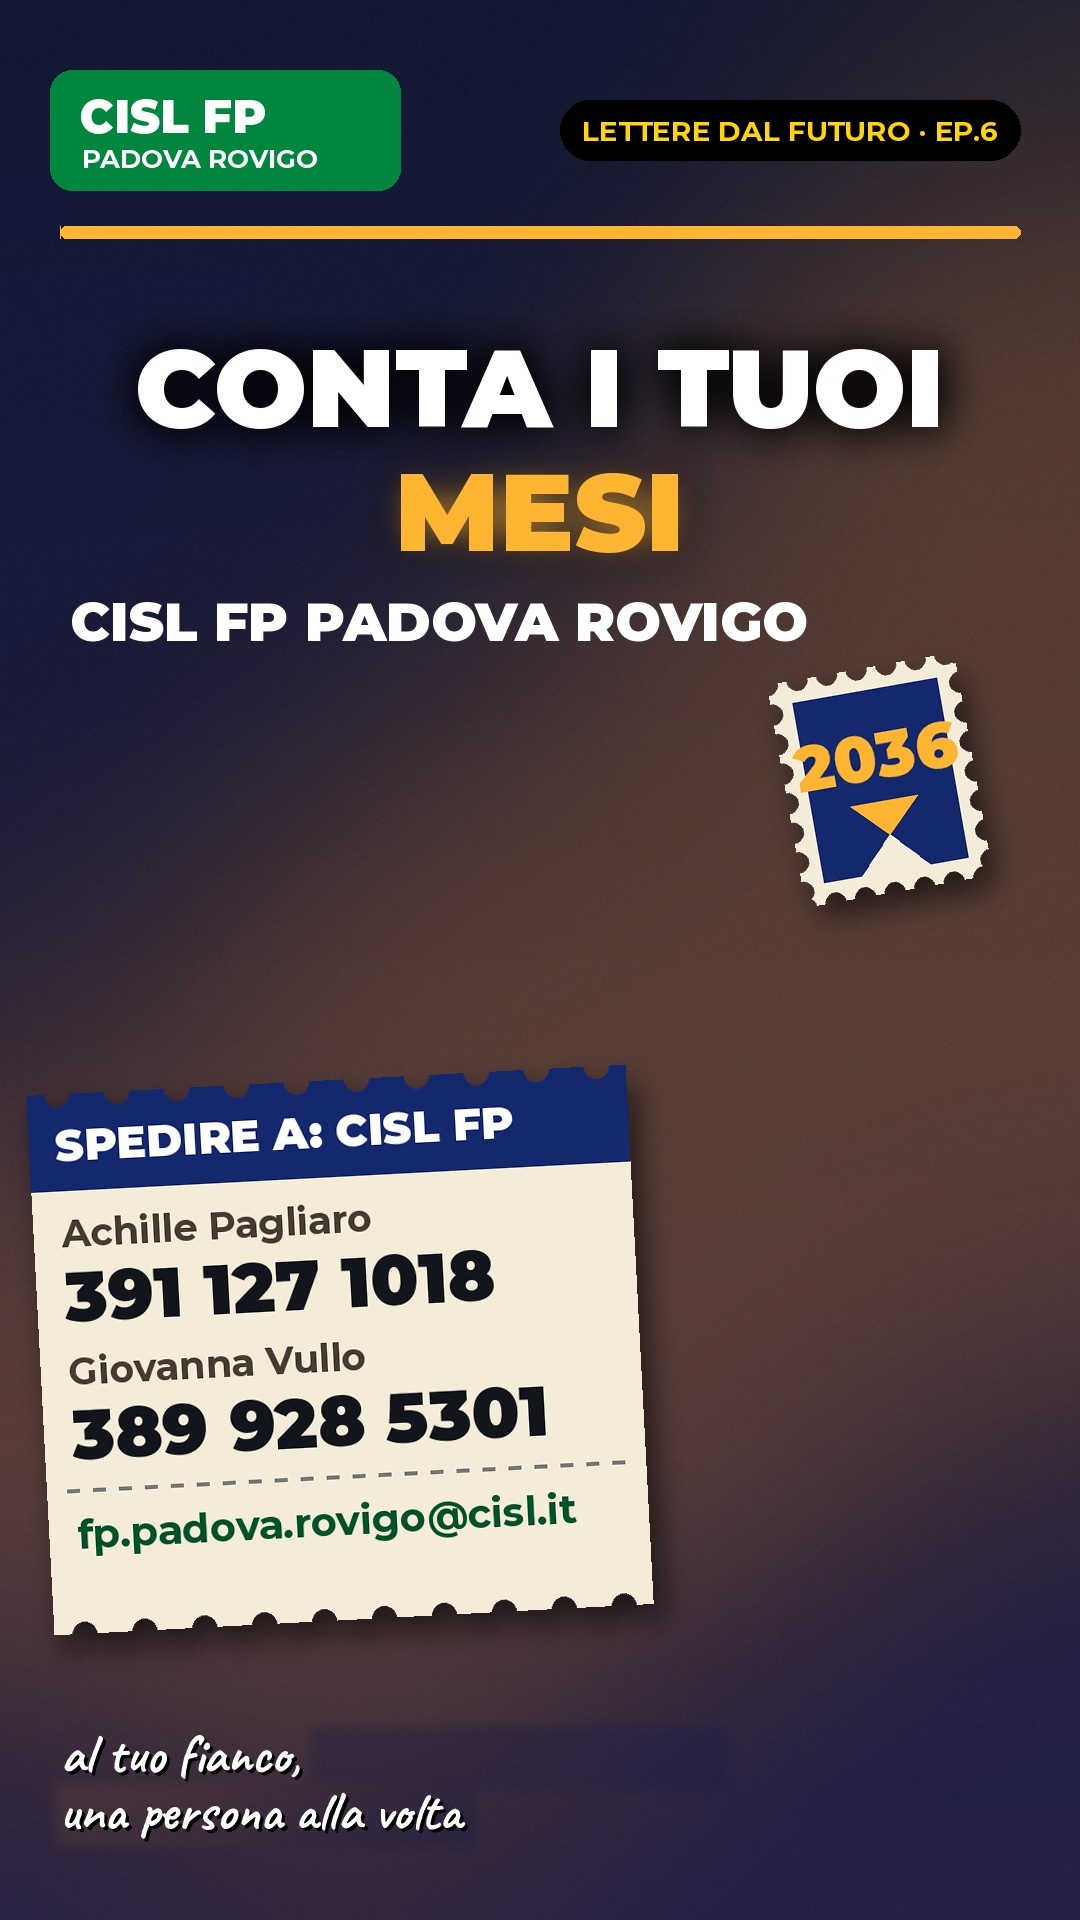 CISL FP
PADOVA ROVIGO
LETTERE DAL FUTURO · EP.6
CONTA I TUOI
MESI
CISL FP PADOVA ROVIGO
2036
SPEDIRE A: CISL FP
Achille Pagliaro
391 127 1018
Giovanna Vullo
389 928 5301
fp.padova.rovigo@cisl.it
al tuo fianco,
una persona alla volta